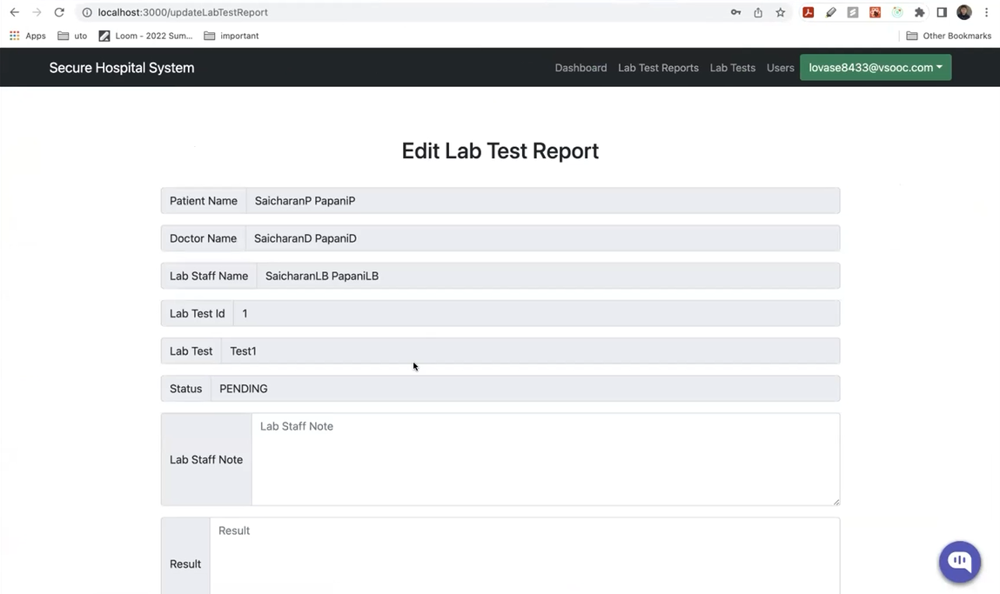 localhost:3000/updateLabTestReport
Apps uto Loom - 2022 Sum... important Other Bookmarks
Secure Hospital System Dashboard Lab Test Reports Lab Tests Users lovase8433@vsooc.com
Edit Lab Test Report
Patient Name SaicharanP PapaniP
Doctor Name SaicharanD PapaniD
Lab Staff Name SaicharanLB PapaniLB
Lab Test Id 1
Lab Test Test1
Status PENDING
Lab Staff Note
Lab Staff Note
Result
Result